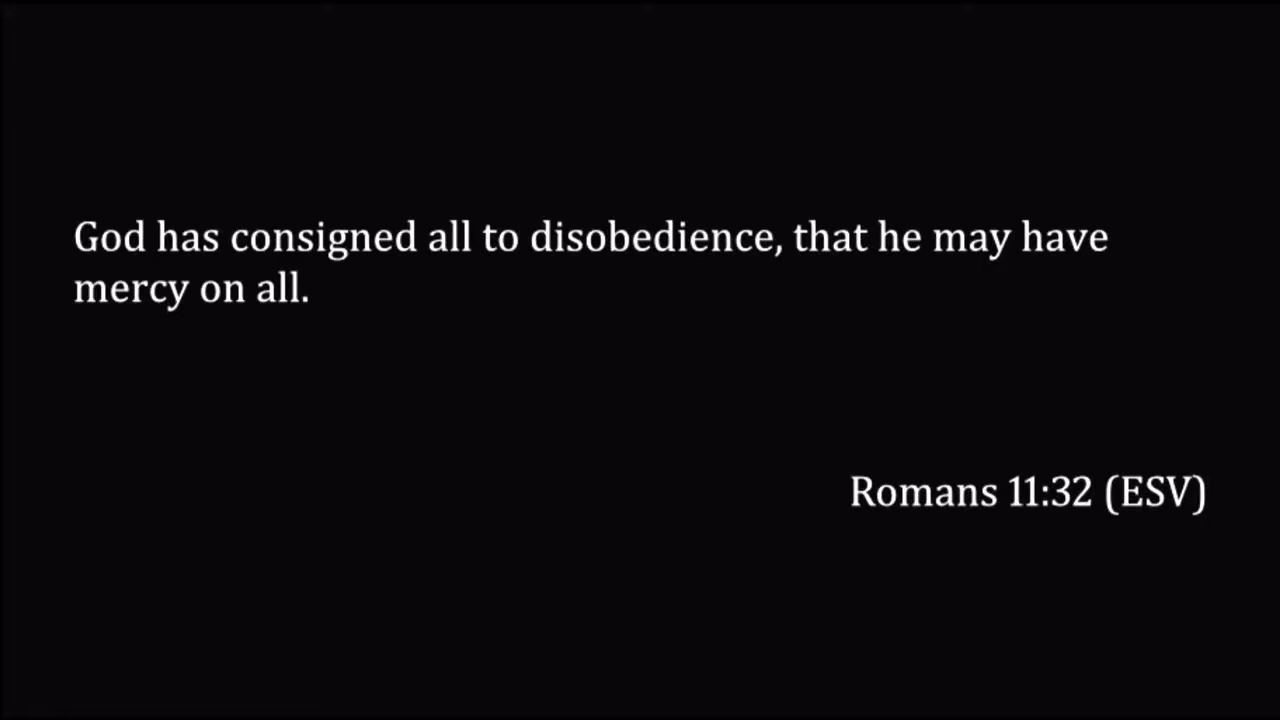 God has consigned all to disobedience, that he may have
mercy on all.
Romans 11:32 (ESV)